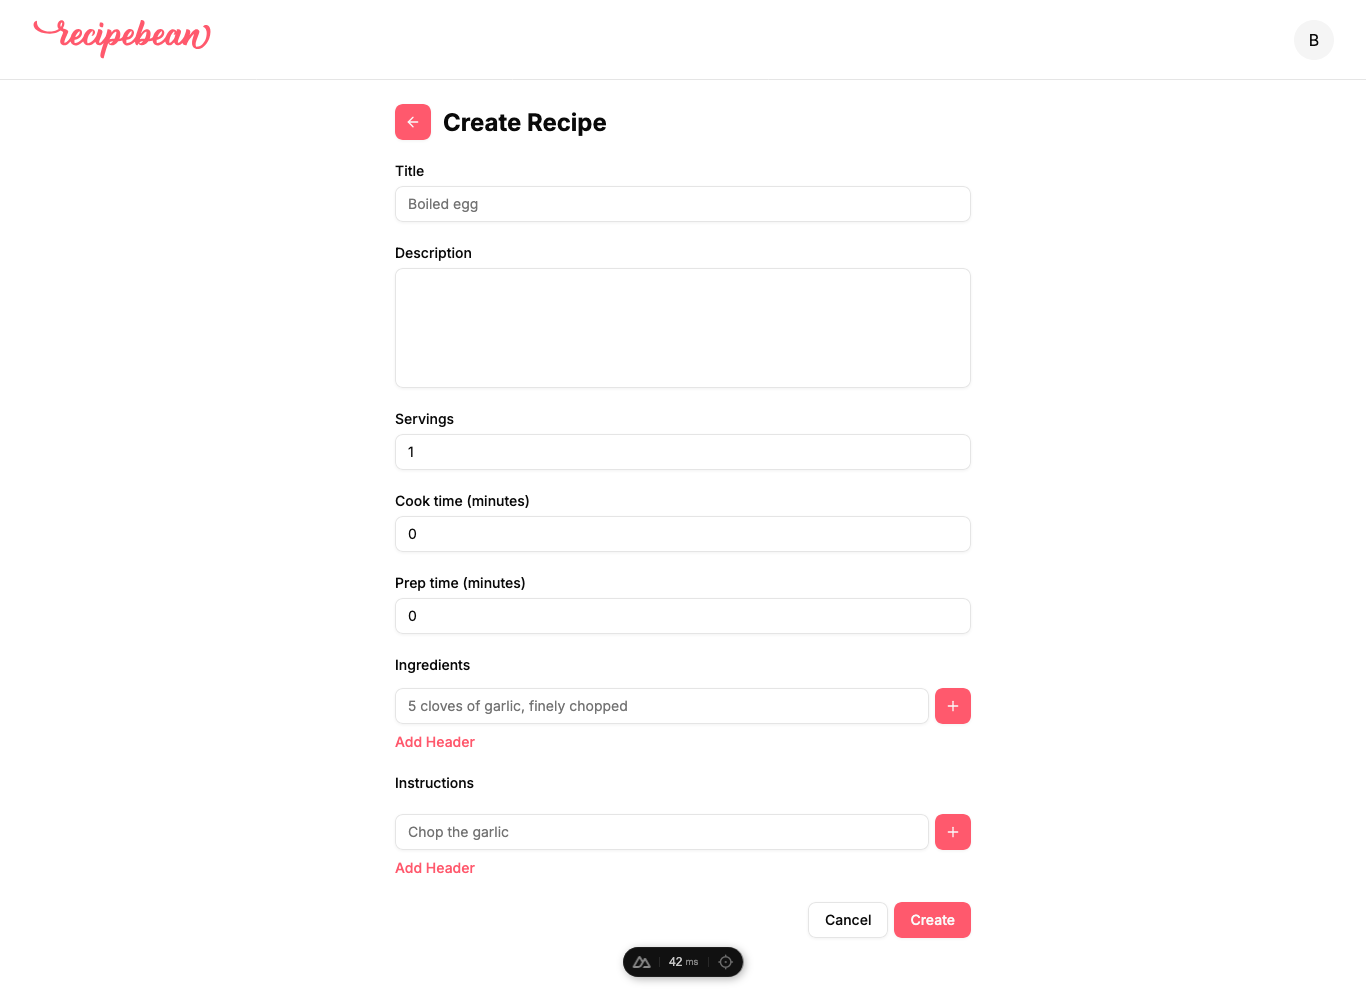 recipebean
B
Create Recipe
Title
Boiled egg
Description
Servings
1
Cook time (minutes)
0
Prep time (minutes)
0
Ingredients
5 cloves of garlic, finely chopped
Add Header
Instructions
Chop the garlic
Add Header
Cancel Create
42 ms